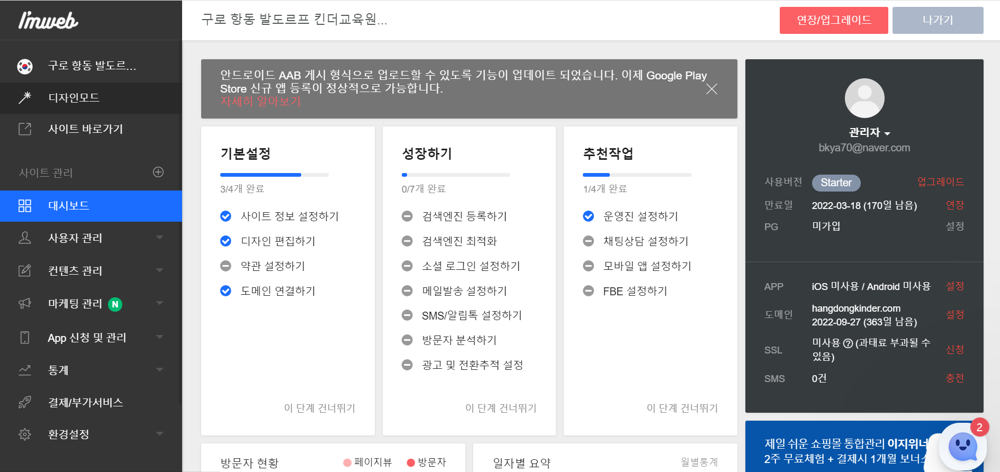 I'mweb
구로 항동 발도르프 킨더교육원...
연장/업그레이드
나가기
구로 항동 발도르...
디자인모드
사이트 바로가기
사이트 관리
대시보드
사용자 관리
컨텐츠 관리
마케팅 관리 N
App 신청 및 관리
통계
결제/부가서비스
환경설정
안드로이드 AAB 게시 형식으로 업로드할 수 있도록 기능이 업데이트 되었습니다. 이제 Google Play
Store 신규 앱 등록이 정상적으로 가능합니다.
자세히 알아보기
기본설정
3/4개 완료
사이트 정보 설정하기
디자인 편집하기
약관 설정하기
도메인 연결하기
이 단계 건너뛰기
성장하기
0/7개 완료
검색엔진 등록하기
검색엔진 최적화
소셜 로그인 설정하기
메일발송 설정하기
SMS/알림톡 설정하기
방문자 분석하기
광고 및 전환추적 설정
이 단계 건너뛰기
추천작업
1/4개 완료
운영진 설정하기
채팅상담 설정하기
모바일 앱 설정하기
FBE 설정하기
이 단계 건너뛰기
관리자
bkya70@naver.com
사용버전 Starter 업그레이드
만료일 2022-03-18 (170일 남음) 연장
PG 미가입 설정
APP iOS 미사용 / Android 미사용 설정
도메인 hangdongkinder.com 설정
2022-09-27 (363일 남음)
SSL 미사용 ? (과태료 부과될 수 신청
있음)
SMS 0건 충전
제일 쉬운 쇼핑몰 통합관리 이지위너
2주 무료체험 + 결제시 1개월 보너스
2
방문자 현황 페이지뷰 방문자
일자별 요약 월별통계